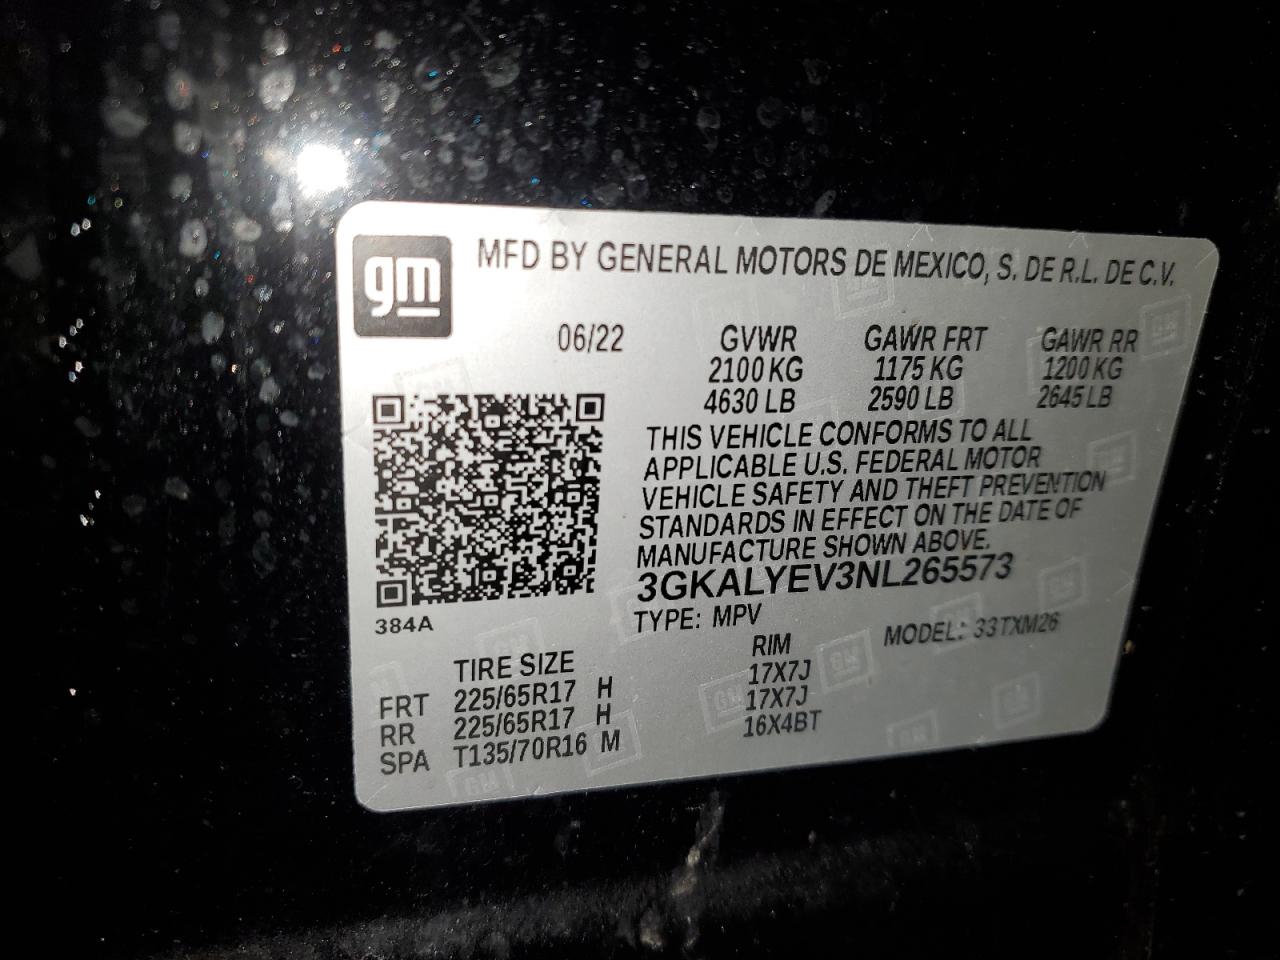 gm
MFD BY GENERAL MOTORS DE MEXICO, S. DE R.L. DE C.V.
06/22 GVWR GAWR FRT GAWR RR
2100 KG 1175 KG 1200 KG
4630 LB 2590 LB 2645 LB
THIS VEHICLE CONFORMS TO ALL
APPLICABLE U.S. FEDERAL MOTOR
VEHICLE SAFETY AND THEFT PREVENTION
STANDARDS IN EFFECT ON THE DATE OF
MANUFACTURE SHOWN ABOVE.
3GKALYEV3NL265573
384A
TYPE: MPV MODEL: 33TXM26
TIRE SIZE RIM
FRT 225/65R17 H 17X7J
RR 225/65R17 H 17X7J
SPA T135/70R16 M 16X4BT